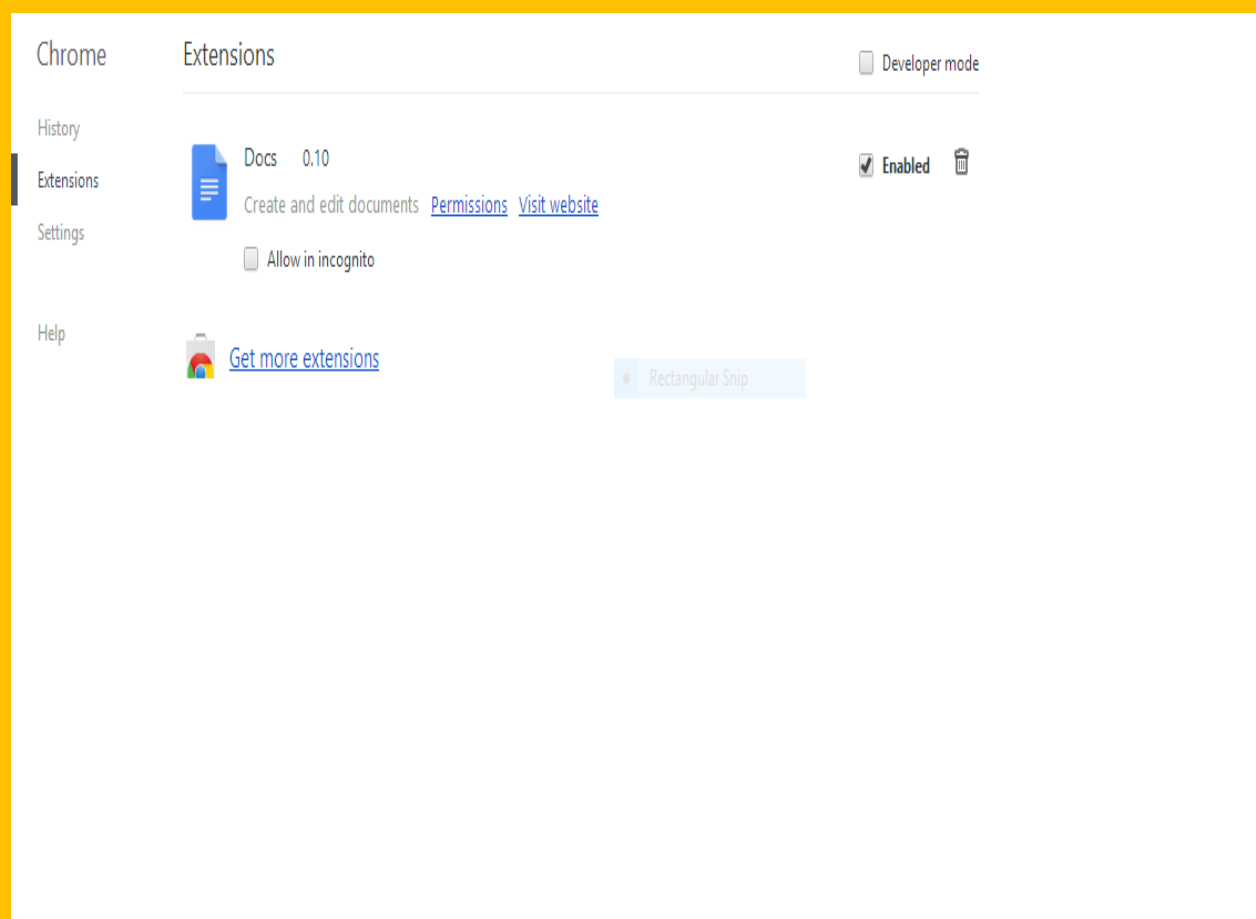 Chrome
History
Extensions
Settings
Help
Extensions
Developer mode
Docs 0.10
Enabled
Create and edit documents Permissions Visit website
Allow in incognito
Get more extensions
Rectangular Snip